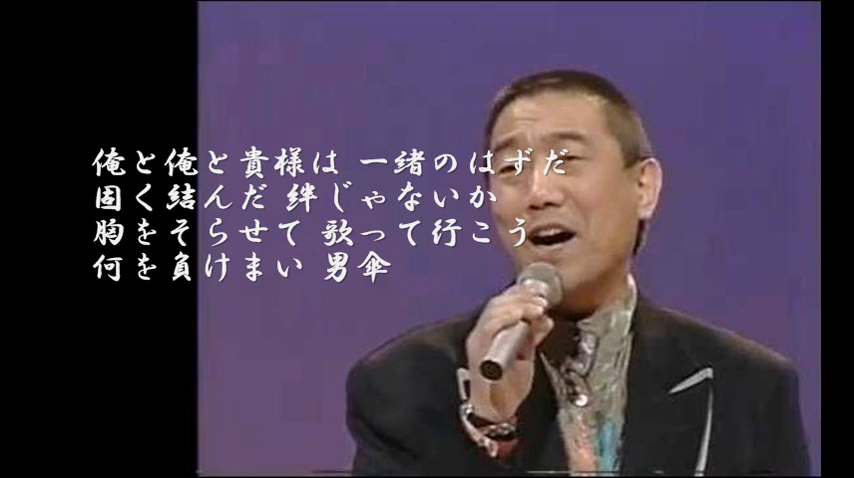 俺と俺と貴様は 一緒のはずだ
固く結んだ 絆じゃないか
胸をそらせて 歌って行こう
何を負けまい 男傘